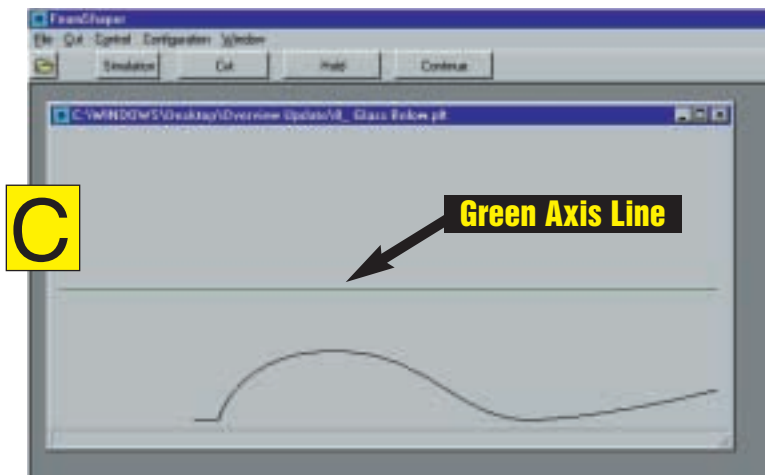 FoamShaper
File Cut Control Configuration Window
Simulation Cut Hold Continue
C:\WINDOWS\Desktop\Overview Update\8_ Glass Below.plt
C
Green Axis Line